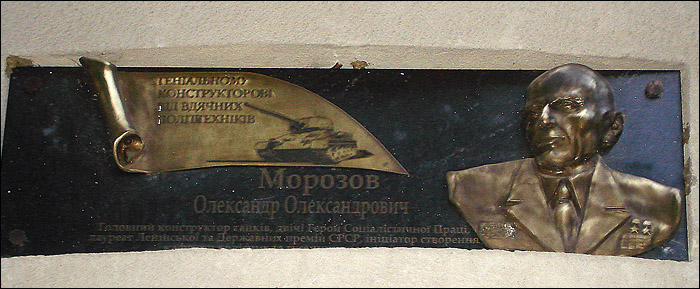 ГЕНІАЛЬНОМУ
КОНСТРУКТОРОВІ
ВІД ВДЯЧНИХ
ПОЛІТЕХНІКІВ
Морозов
Олександр Олександрович
Головний конструктор танків, двічі Герой Соціалістичної Праці,
лауреат Ленінської та Державних премій СРСР, ініціатор створення